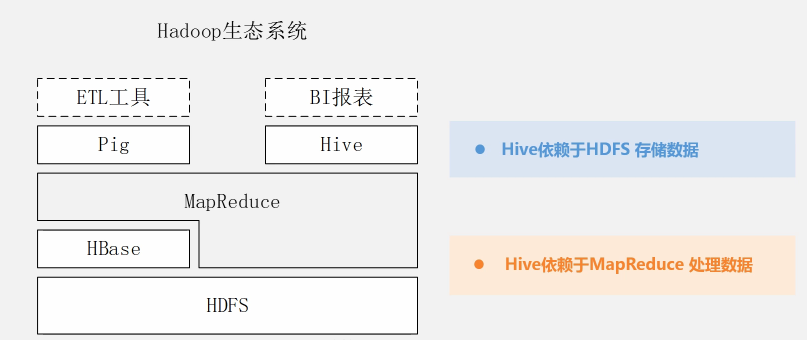 Hadoop生态系统
ETL工具
BI报表
Pig
Hive
MapReduce
HBase
HDFS
Hive依赖于HDFS 存储数据
Hive依赖于MapReduce 处理数据